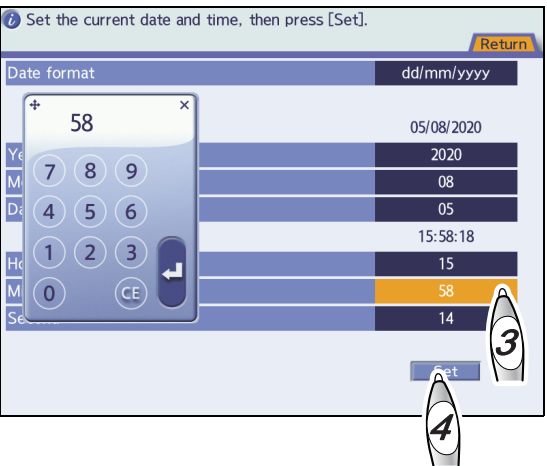 Set the current date and time, then press [Set].
Return
Date format dd/mm/yyyy
58 ×
05/08/2020
2020
7 8 9
08
4 5 6
05
15:58:18
1 2 3
15
0 CE
58
14
3
Set
4